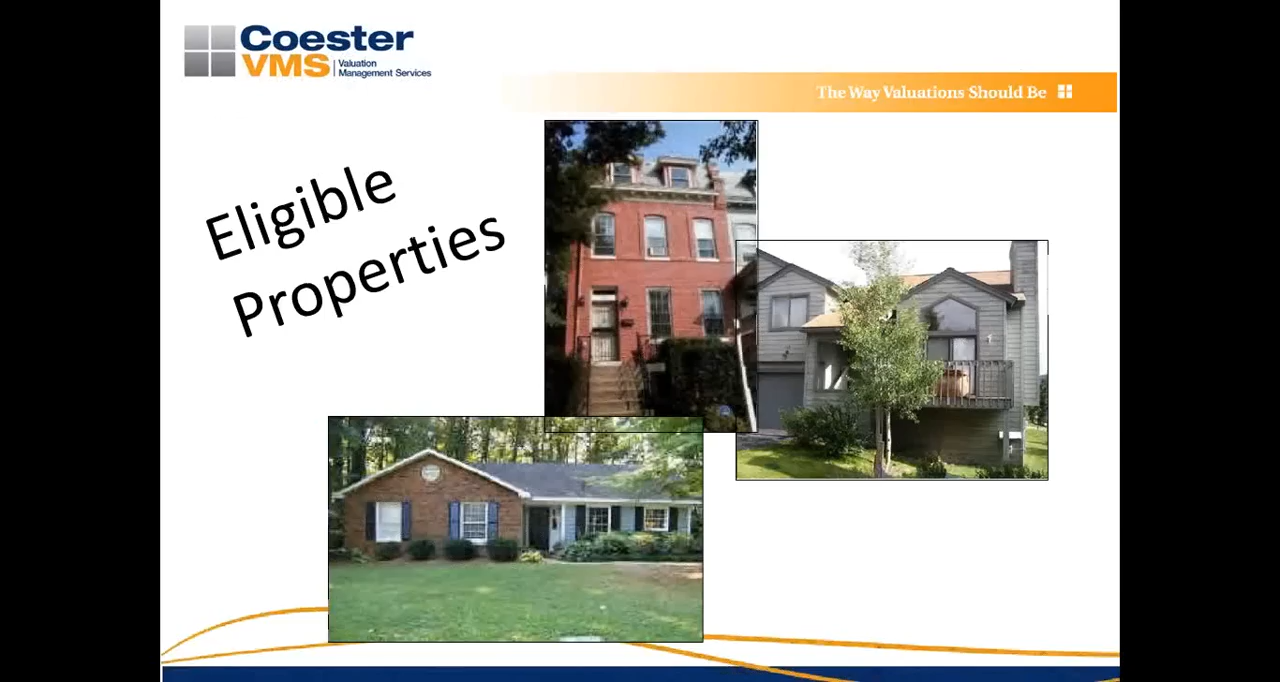 Coester
VMS
Valuation
Management Services
The Way Valuations Should Be
Eligible
Properties